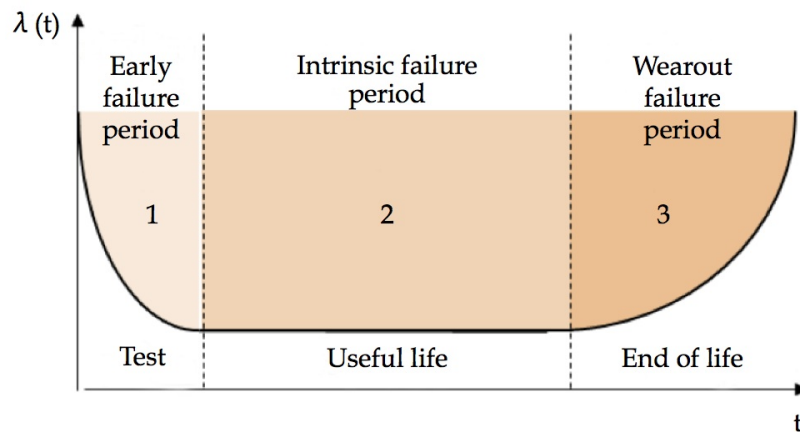 λ (t)
Early
failure
period
Intrinsic failure
period
Wearout
failure
period
1
2
3
Test
Useful life
End of life
t